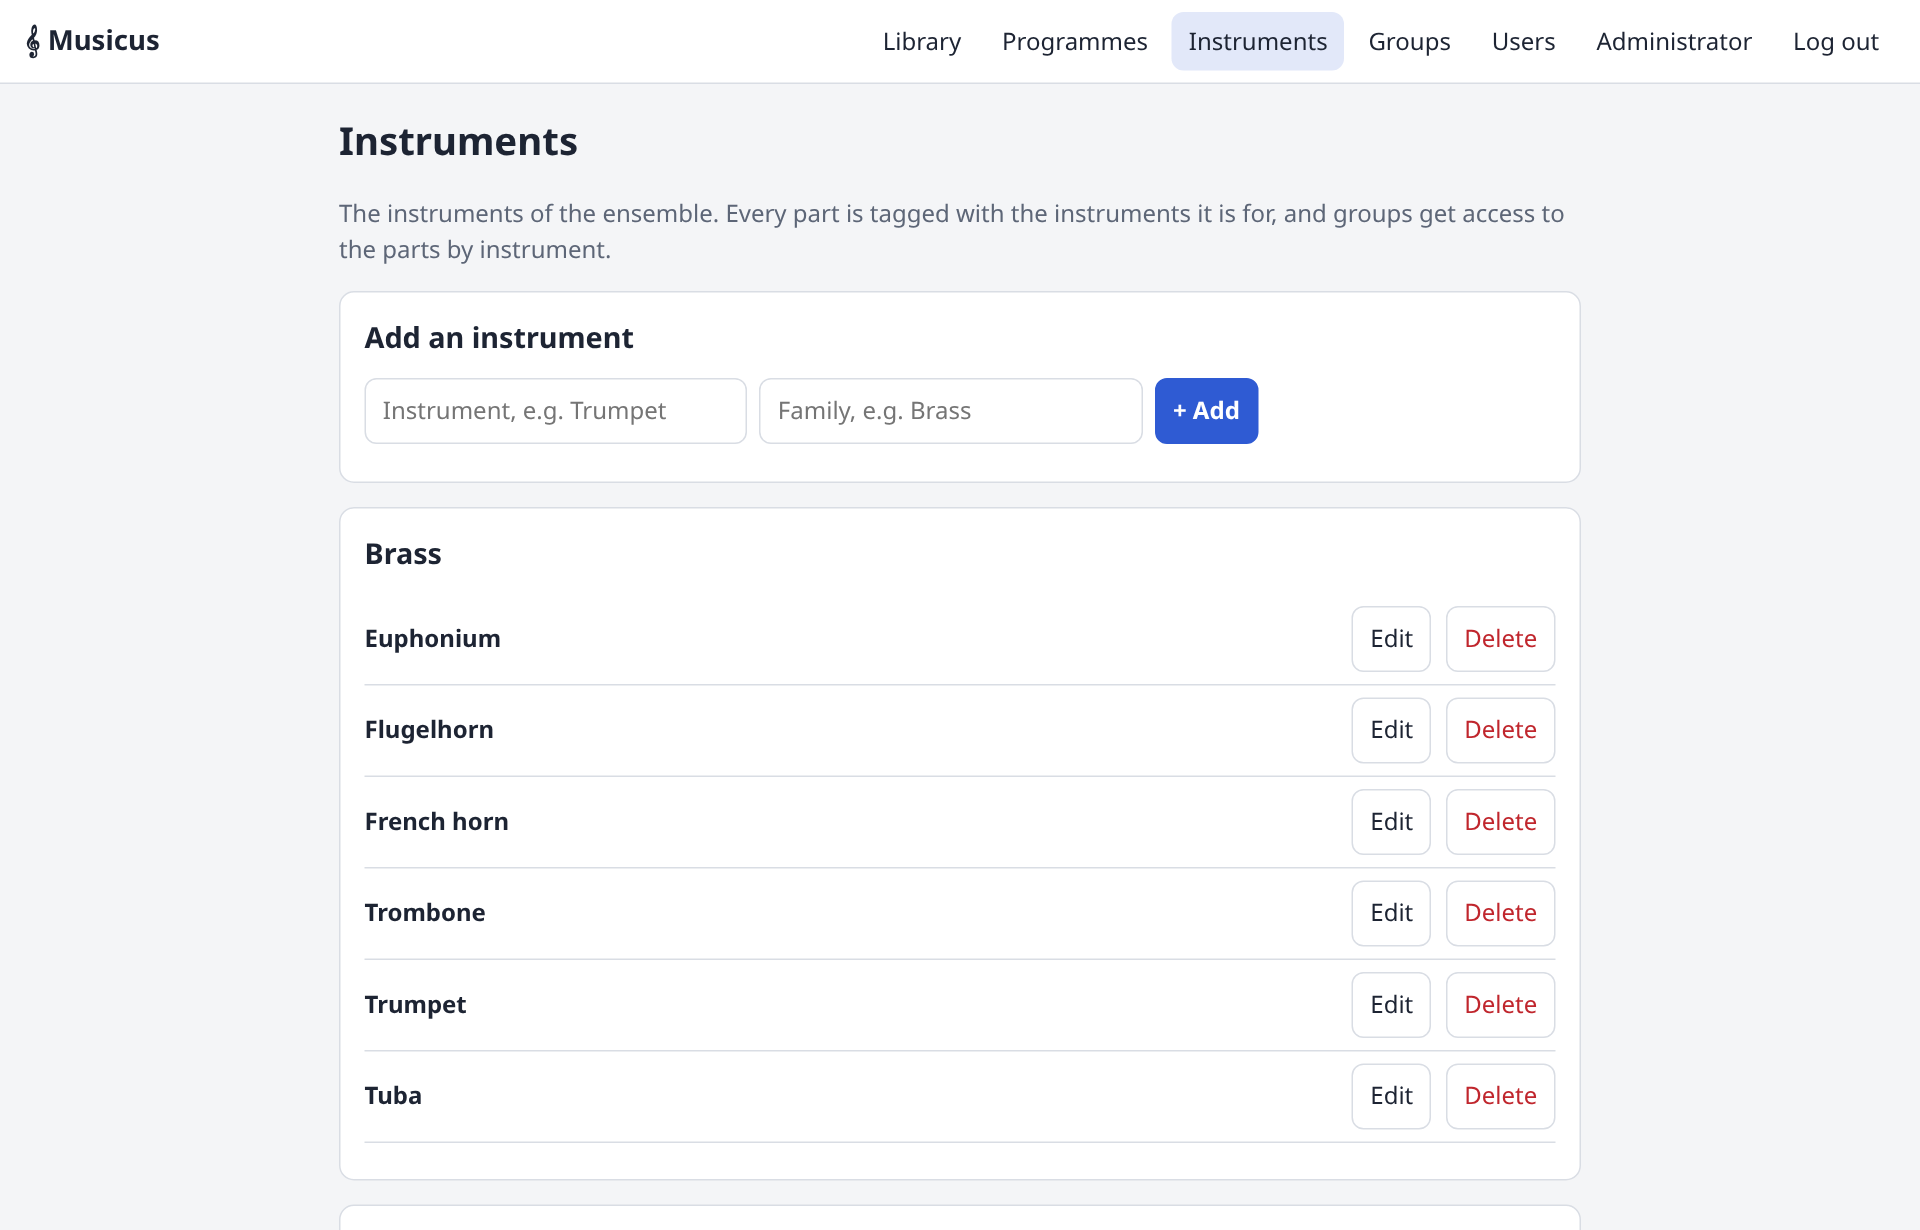 Musicus
Library Programmes Instruments Groups Users Administrator Log out
Instruments
The instruments of the ensemble. Every part is tagged with the instruments it is for, and groups get access to
the parts by instrument.
Add an instrument
Instrument, e.g. Trumpet Family, e.g. Brass + Add
Brass
Euphonium Edit Delete
Flugelhorn Edit Delete
French horn Edit Delete
Trombone Edit Delete
Trumpet Edit Delete
Tuba Edit Delete